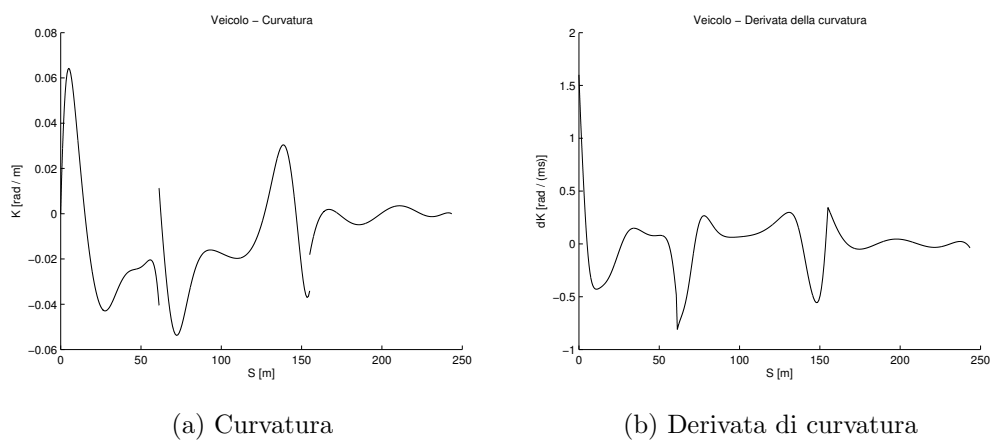 Veicolo − Curvatura
0.08
0.06
0.04
0.02
0
−0.02
−0.04
−0.06
K [rad / m]
0 50 100 150 200 250
S [m]
(a) Curvatura
Veicolo − Derivata della curvatura
2
1.5
1
0.5
0
−0.5
−1
dK [rad / (ms)]
0 50 100 150 200 250
S [m]
(b) Derivata di curvatura